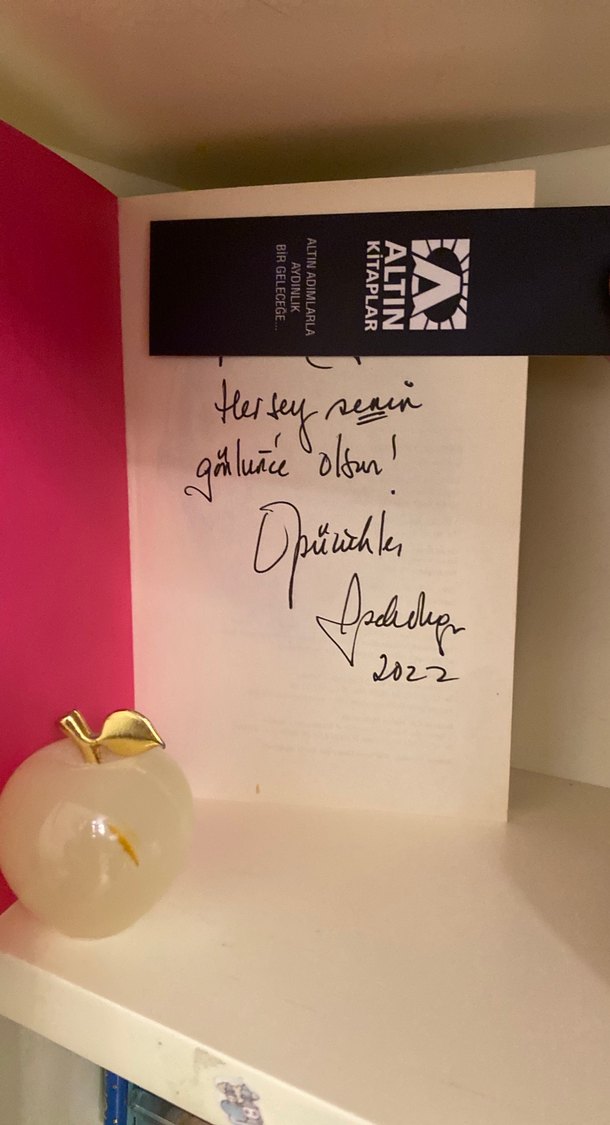 ALTIN
KİTAPLAR
ALTIN ADIMLARLA
AYDINLIK
BİR GELECEĞE...
Herşey senin
gönlünce olsun!
Öpücükler
2022